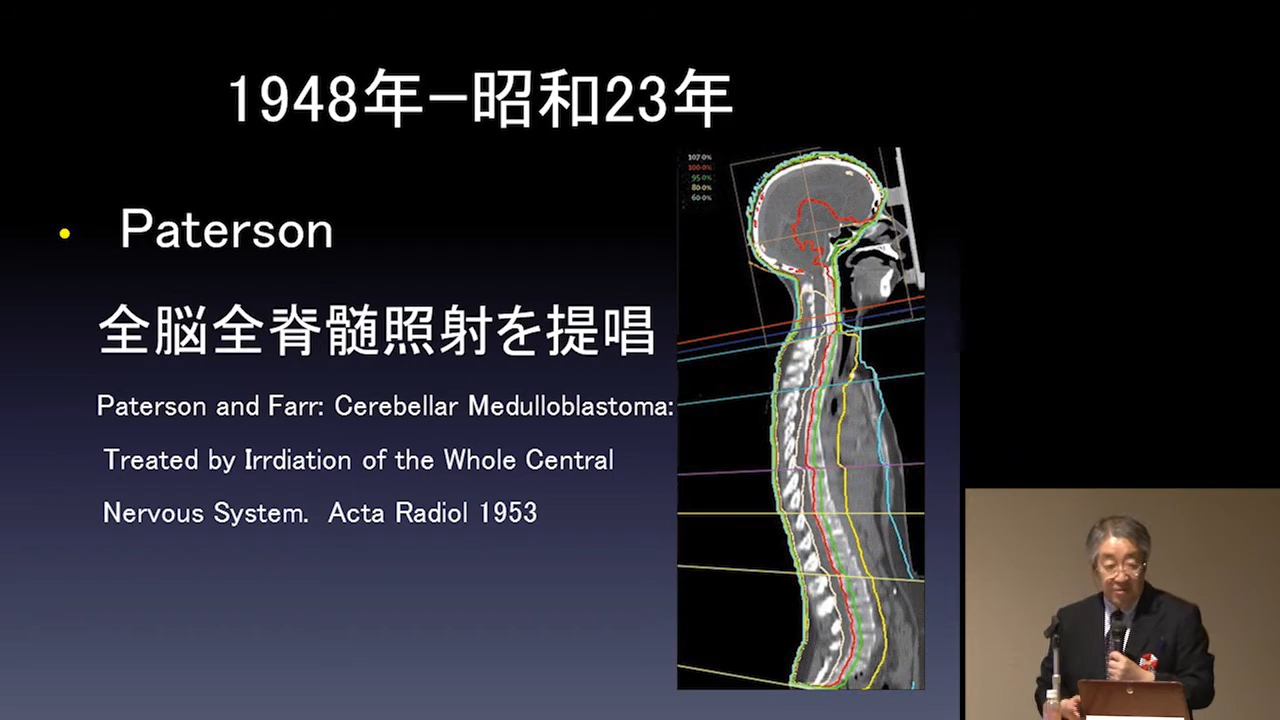 1948年−昭和23年
• Paterson
全脳全脊髄照射を提唱
Paterson and Farr: Cerebellar Medulloblastoma:
Treated by Irrdiation of the Whole Central
Nervous System. Acta Radiol 1953
107.0%
100.0%
95.0%
80.0%
60.0%